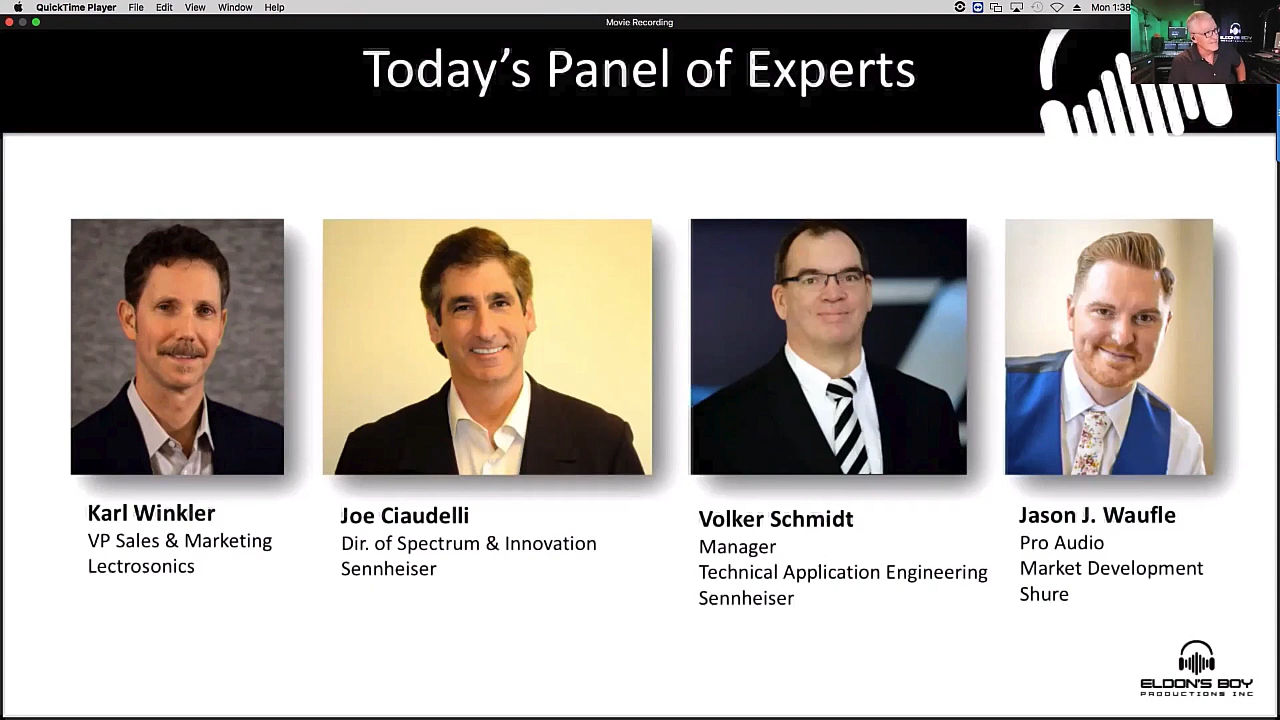 QuickTime Player File Edit View Window Help
Mon 1:38
Movie Recording
Today's Panel of Experts
Karl Winkler
VP Sales & Marketing
Lectrosonics
Joe Ciaudelli
Dir. of Spectrum & Innovation
Sennheiser
Volker Schmidt
Manager
Technical Application Engineering
Sennheiser
Jason J. Waufle
Pro Audio
Market Development
Shure
ELDON'S BOY
PRODUCTIONS INC
ELDON'S BOY